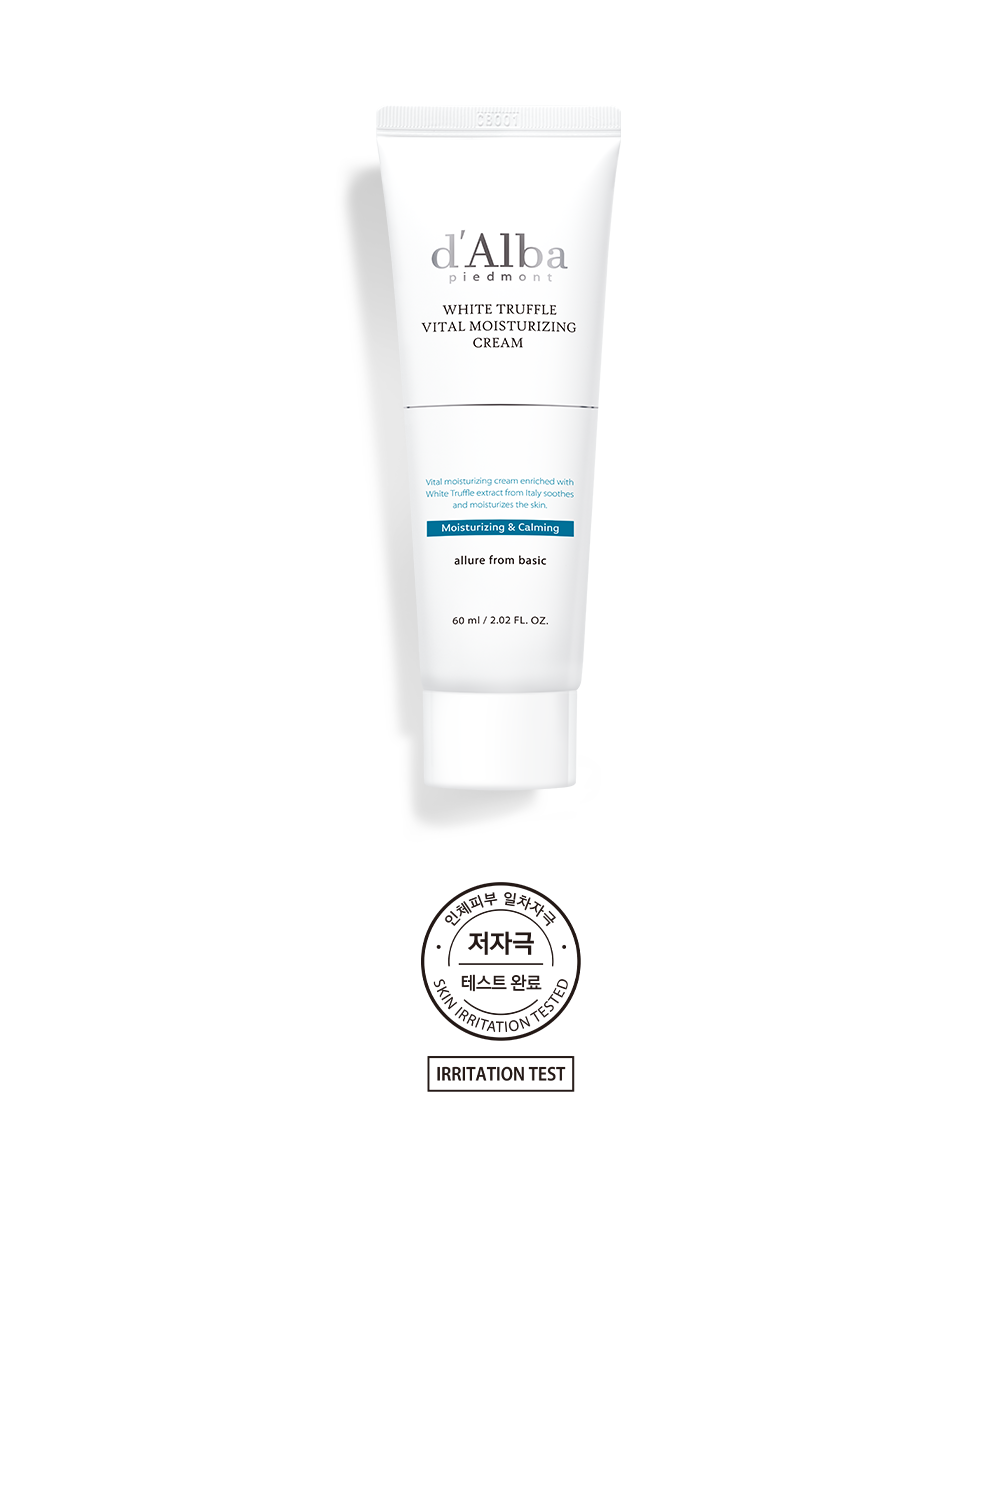 CB001
d'Alba
piedmont
WHITE TRUFFLE
VITAL MOISTURIZING
CREAM
Vital moisturizing cream enriched with
White Truffle extract from Italy soothes
and moisturizes the skin.
Moisturizing & Calming
allure from basic
60 ml / 2.02 FL. OZ.
인체피부 일차자극
저자극
테스트 완료
SKIN IRRITATION TESTED
IRRITATION TEST